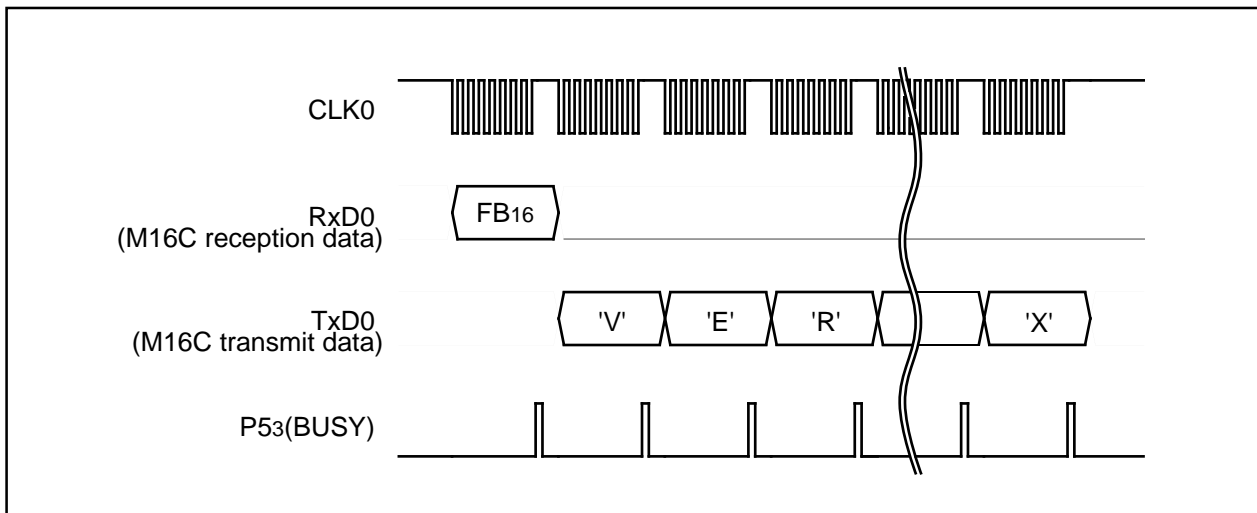 CLK0
RxD0
(M16C reception data)
FB16
TxD0
(M16C transmit data)
'V' 'E' 'R' 'X'
P53(BUSY)